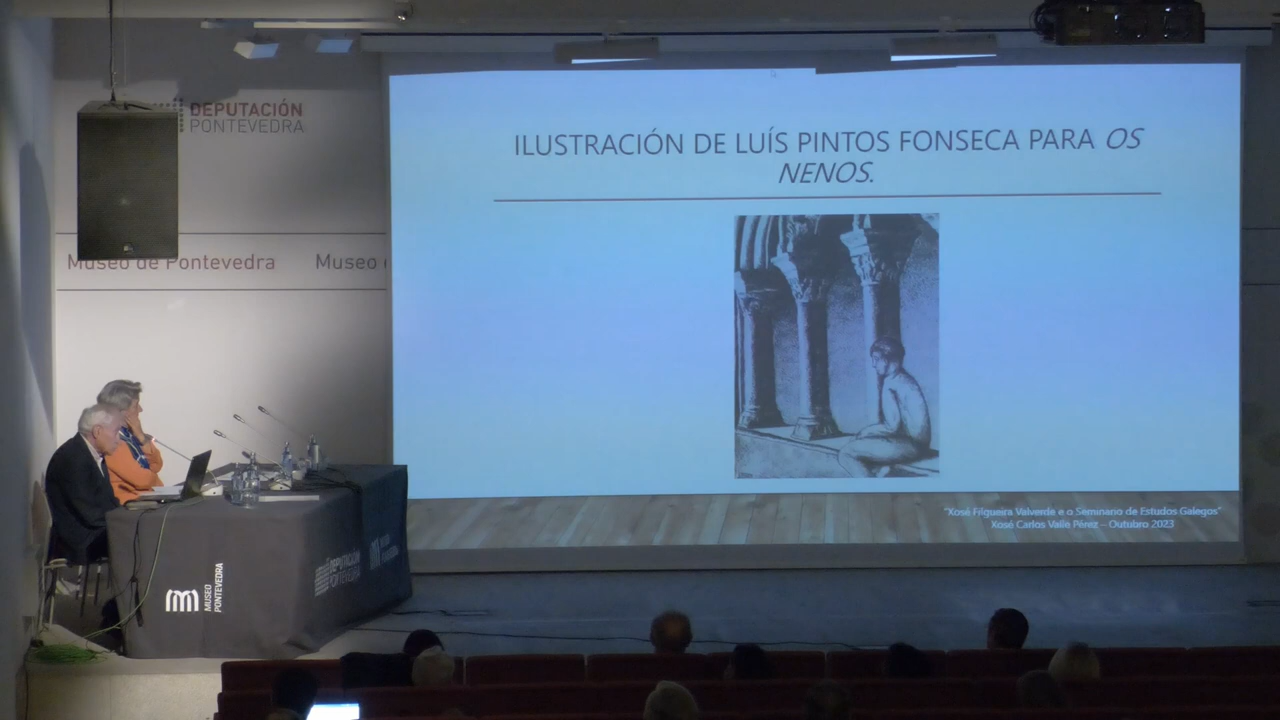 DEPUTACIÓN
PONTEVEDRA
ILUSTRACIÓN DE LUÍS PINTOS FONSECA PARA OS
NENOS.
Museo de Pontevedra Museo
"Xosé Friqueira Valverde e o Seminario de Estudos Galegos"
Xosé Carlos Valle Pérez – Outubro 2023
MUSEO
PONTEVEDRA
DEPUTACIÓN
PONTEVEDRA